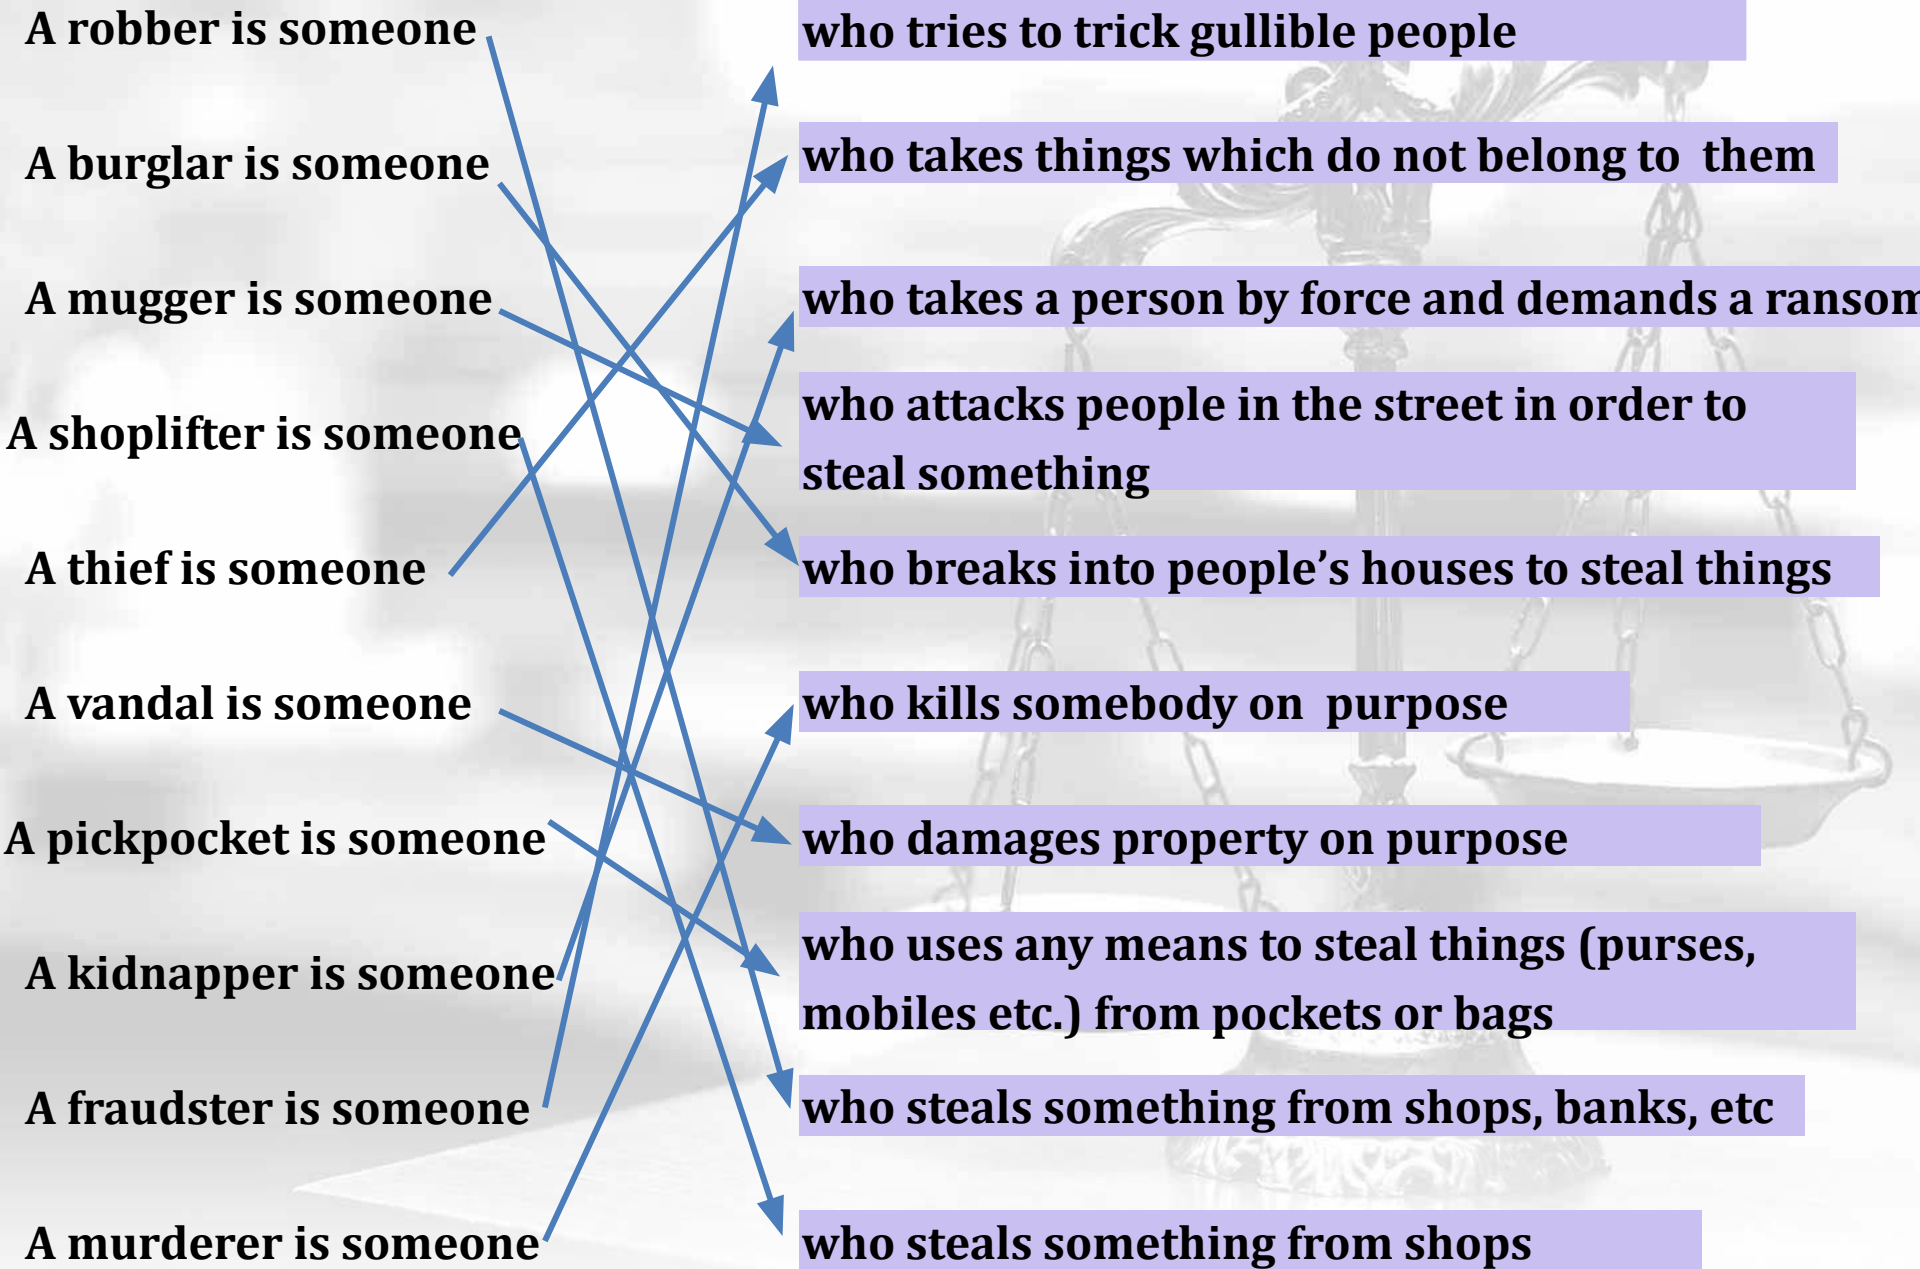 A robber is someone
who tries to trick gullible people
A burglar is someone
who takes things which do not belong to  them
A mugger is someone
who takes a person by force and demands a ransom
A shoplifter is someone
who attacks people in the street in order to
steal something
A thief is someone
who breaks into people’s houses to steal things
A vandal is someone
who kills somebody on  purpose
A pickpocket is someone
who damages property on purpose
A kidnapper is someone
who uses any means to steal things (purses,
mobiles etc.) from pockets or bags
A fraudster is someone
who steals something from shops, banks, etc
A murderer is someone
who steals something from shops